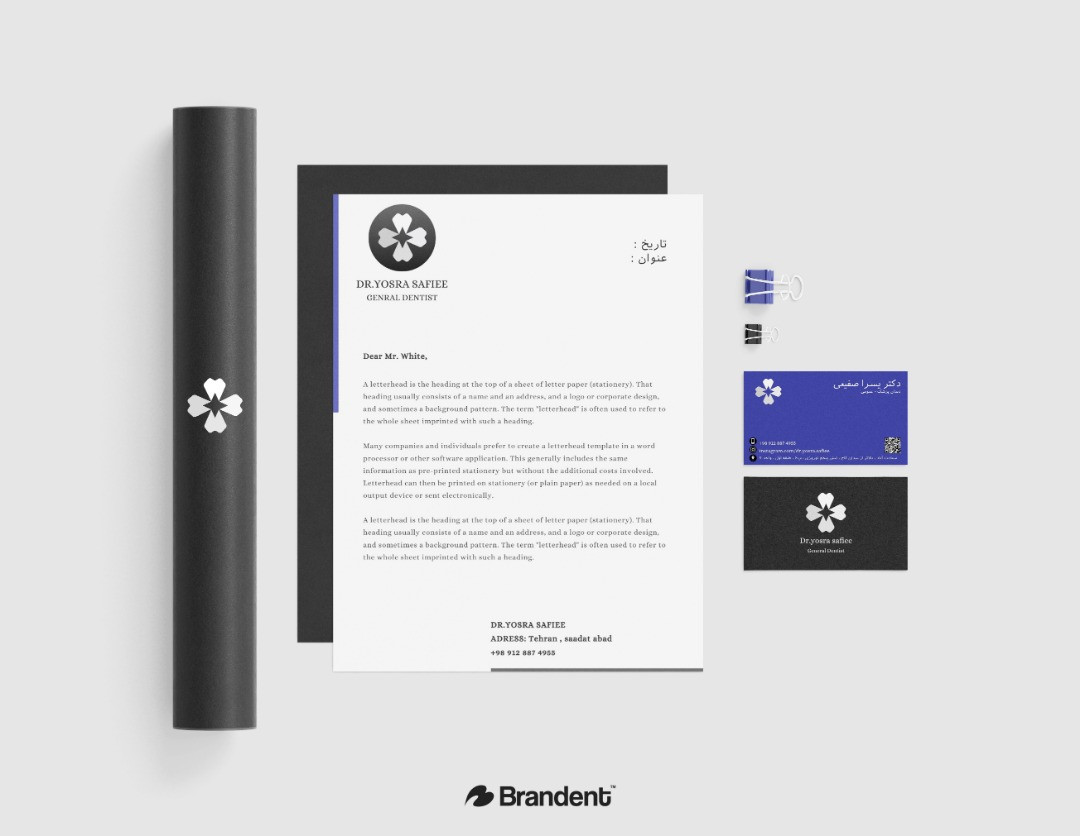 DR.YOSRA SAFIEE
GENRAL DENTIST
تاریخ :
عنوان :
Dear Mr. White,
A letterhead is the heading at the top of a sheet of letter paper (stationery). That
heading usually consists of a name and an address, and a logo or corporate design,
and sometimes a background pattern. The term "letterhead" is often used to refer to
the whole sheet imprinted with such a heading.
Many companies and individuals prefer to create a letterhead template in a word
processor or other software application. This generally includes the same
information as pre-printed stationery but without the additional costs involved.
Letterhead can then be printed on stationery (or plain paper) as needed on a local
output device or sent electronically.
A letterhead is the heading at the top of a sheet of letter paper (stationery). That
heading usually consists of a name and an address, and a logo or corporate design,
and sometimes a background pattern. The term "letterhead" is often used to refer to
the whole sheet imprinted with such a heading.
DR.YOSRA SAFIEE
ADRESS: Tehran , saadat abad
+98 912 887 4955
دکتر یسرا صفیعی
+98 912 887 4955
instagram.com/dr.yosra.safiee
Dr.yosra safiee
General Dentist
Brandent™